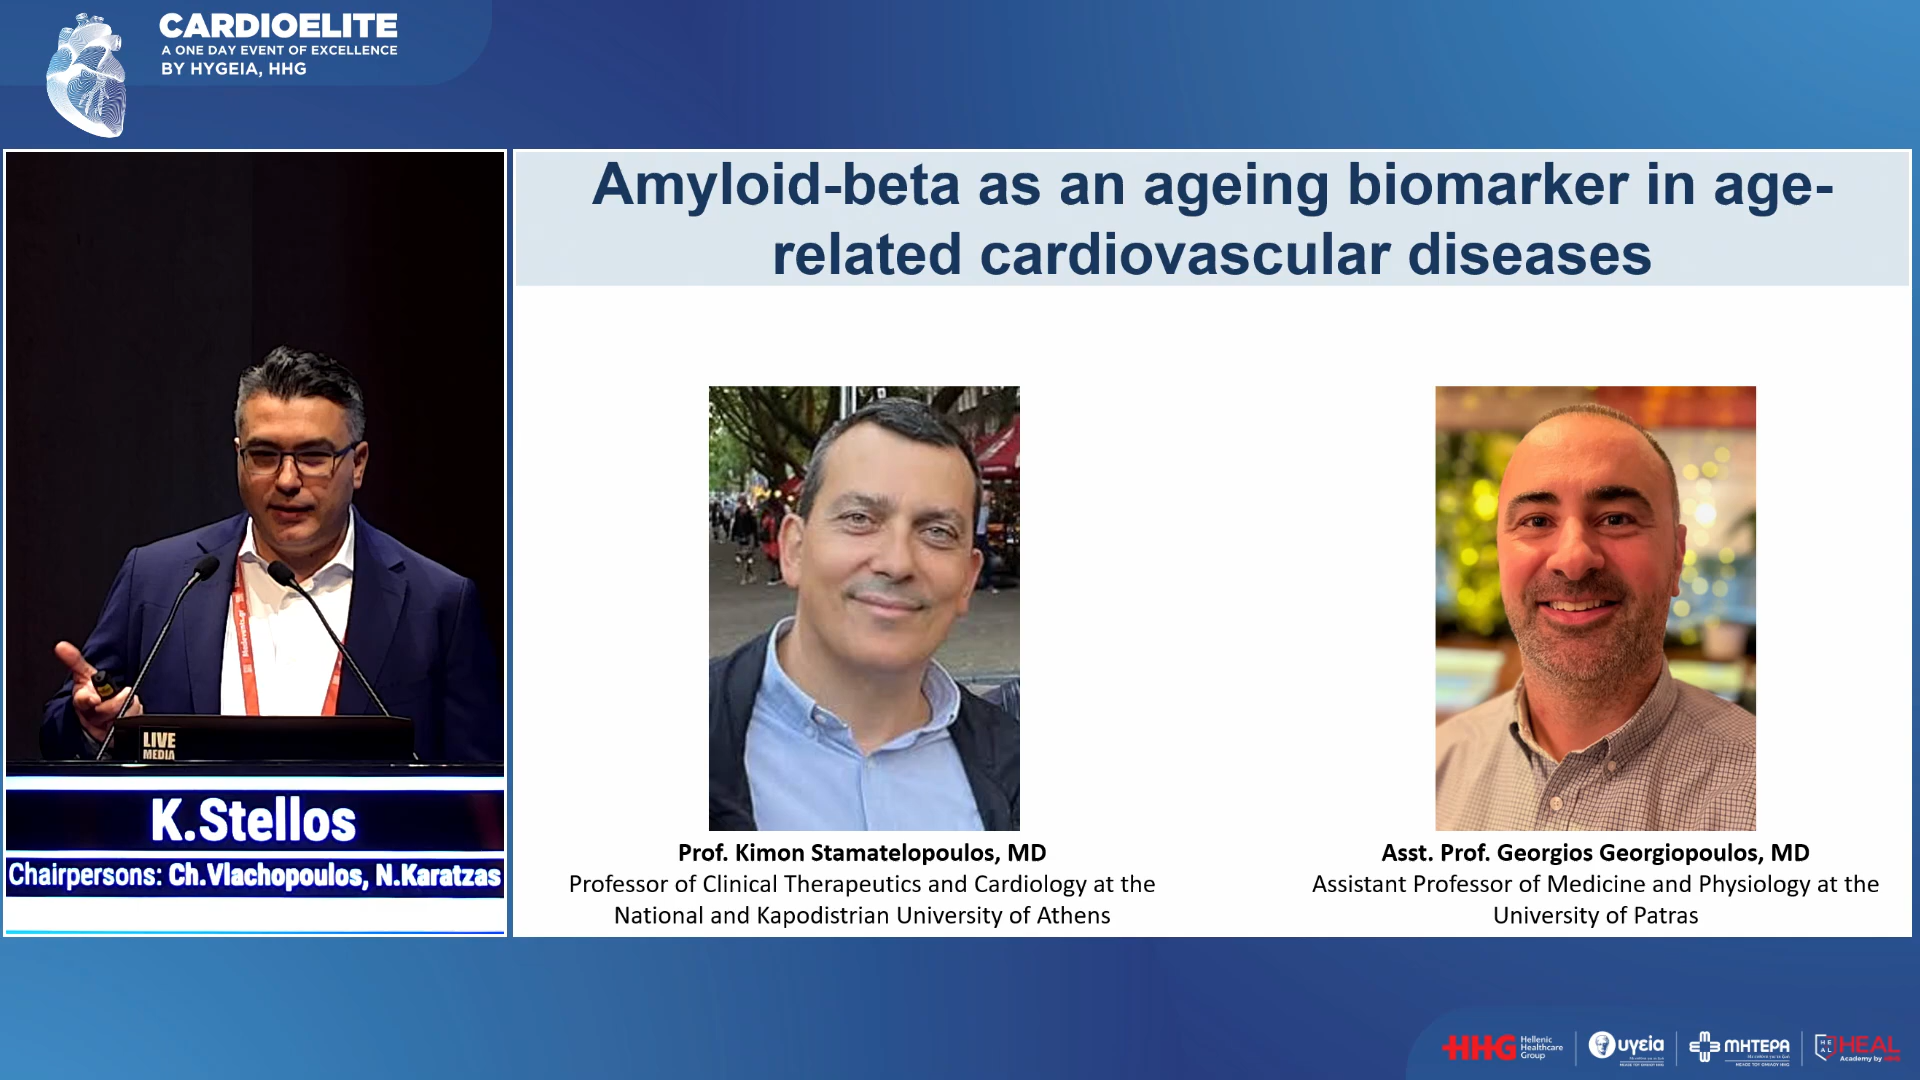 CARDIOELITE
A ONE DAY EVENT OF EXCELLENCE
BY HYGEIA, HHG
Amyloid-beta as an ageing biomarker in age-
related cardiovascular diseases
LIVE
MEDIA
K.Stellos
Chairpersons: Ch.Vlachopoulos, N.Karatzas
Prof. Kimon Stamatelopoulos, MD
Professor of Clinical Therapeutics and Cardiology at the
National and Kapodistrian University of Athens
Asst. Prof. Georgios Georgiopoulos, MD
Assistant Professor of Medicine and Physiology at the
University of Patras
HHG
Hellenic
Healthcare
Group
υγεία
ΜΗΤΕΡΑ
HEAL
HEAL
Academy by